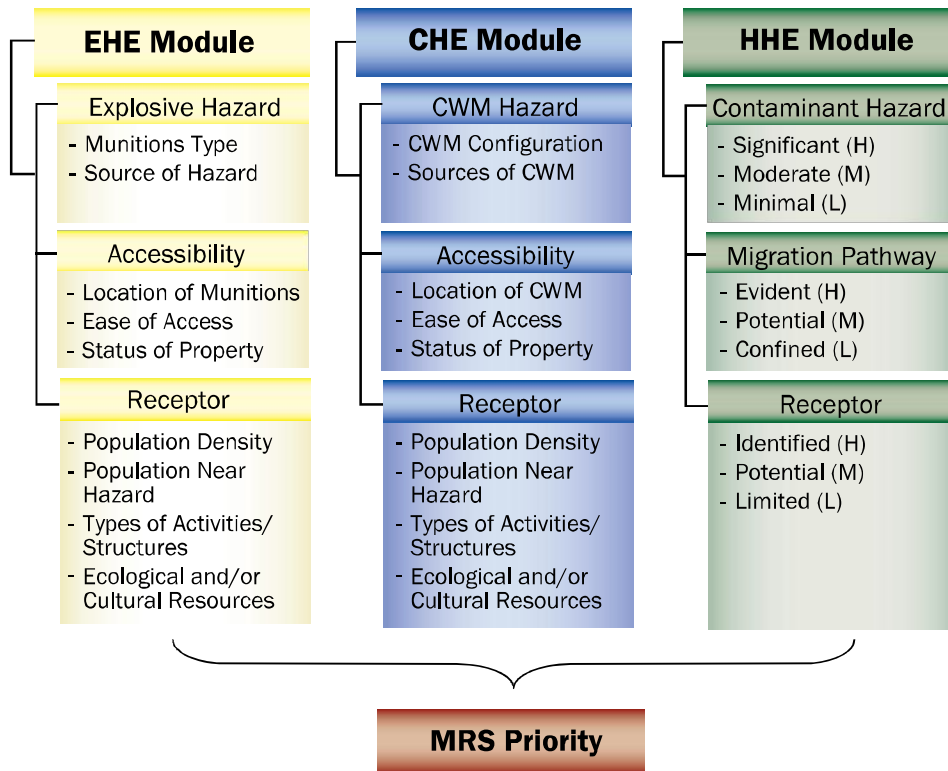 EHE Module
Explosive Hazard
- Munitions Type
- Source of Hazard
Accessibility
- Location of Munitions
- Ease of Access
- Status of Property
Receptor
- Population Density
- Population Near
Hazard
- Types of Activities/
Structures
- Ecological and/or
Cultural Resources
CHE Module
CWM Hazard
- CWM Configuration
- Sources of CWM
Accessibility
- Location of CWM
- Ease of Access
- Status of Property
Receptor
- Population Density
- Population Near
Hazard
- Types of Activities/
Structures
- Ecological and/or
Cultural Resources
HHE Module
Contaminant Hazard
- Significant (H)
- Moderate (M)
- Minimal (L)
Migration Pathway
- Evident (H)
- Potential (M)
- Confined (L)
Receptor
- Identified (H)
- Potential (M)
- Limited (L)
MRS Priority